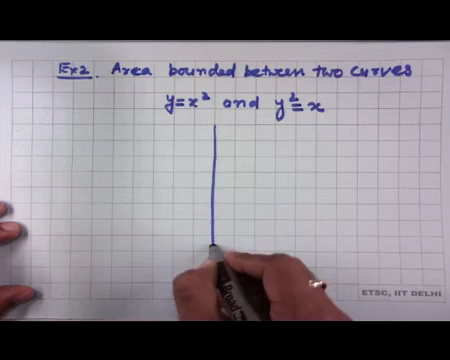 Ex2. Area bounded between two curves
y=x² and y²=x
ETSC, IIT DELHI